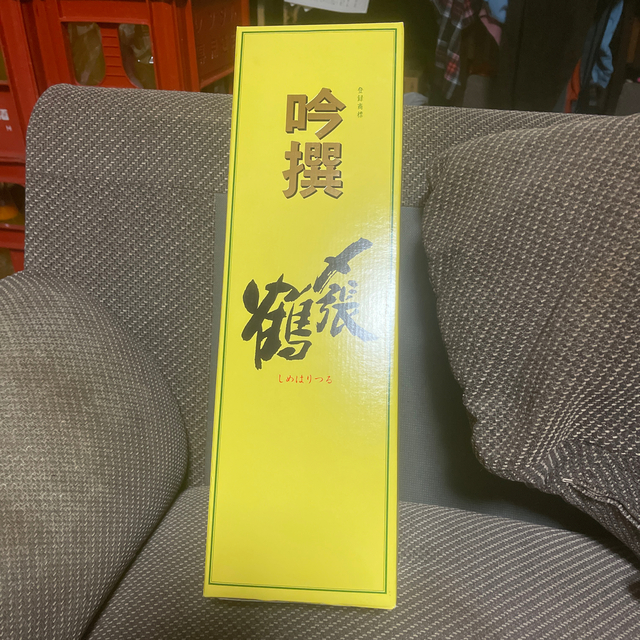 登録商標
吟撰
〆張
鶴
しめはりつる